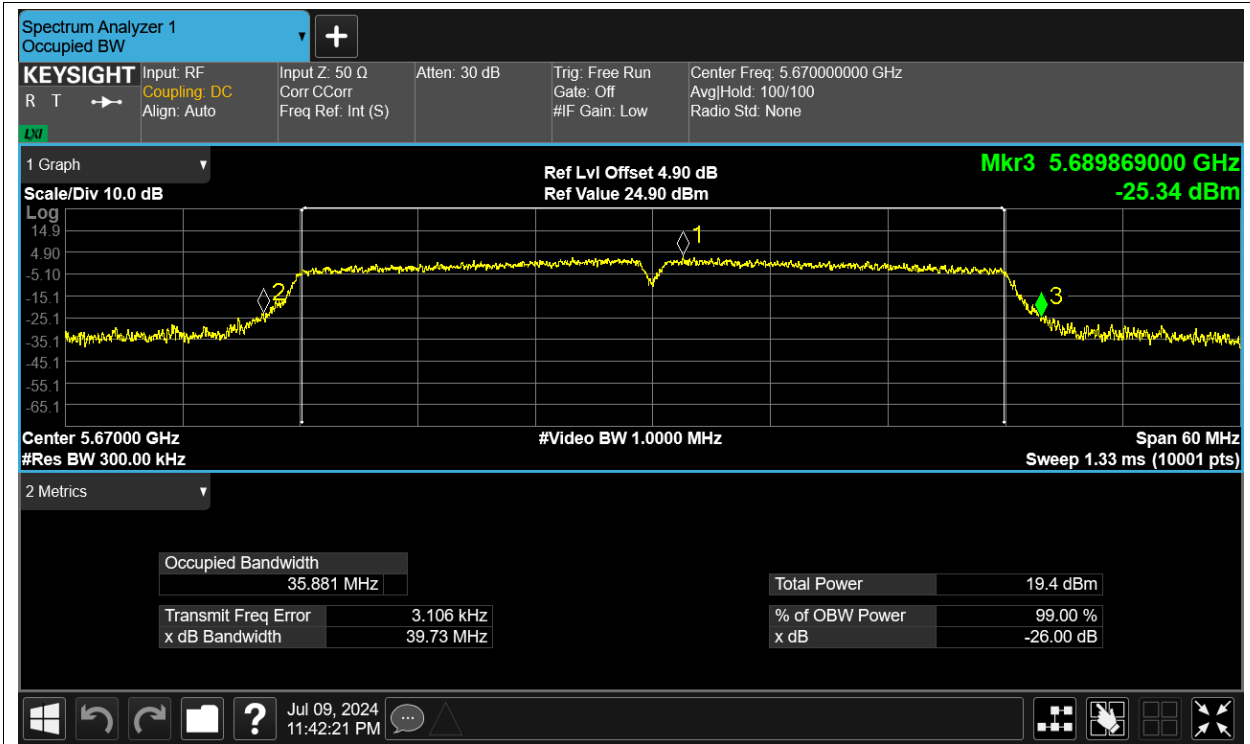 Spectrum Analyzer 1
Occupied BW
KEYSIGHT
R T
LXI
Input: RF
Coupling: DC
Align: Auto
Input Z: 50 Ω
Corr CCorr
Freq Ref: Int (S)
Atten: 30 dB
Trig: Free Run
Gate: Off
#IF Gain: Low
Center Freq: 5.670000000 GHz
Avg|Hold: 100/100
Radio Std: None
1 Graph
Scale/Div 10.0 dB
Ref Lvl Offset 4.90 dB
Ref Value 24.90 dBm
Mkr3 5.689869000 GHz
-25.34 dBm
Log
14.9
4.90
-5.10
-15.1
-25.1
-35.1
-45.1
-55.1
-65.1
1
2
3
Center 5.67000 GHz
#Res BW 300.00 kHz
#Video BW 1.0000 MHz
Span 60 MHz
Sweep 1.33 ms (10001 pts)
2 Metrics
Occupied Bandwidth
35.881 MHz
Transmit Freq Error 3.106 kHz
x dB Bandwidth 39.73 MHz
Total Power 19.4 dBm
% of OBW Power 99.00 %
x dB -26.00 dB
?
Jul 09, 2024
11:42:21 PM